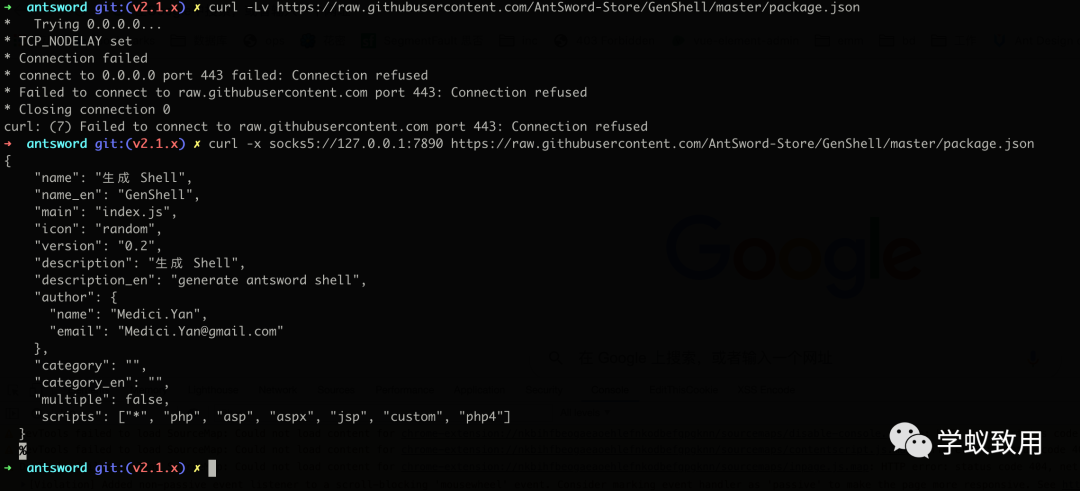 ➜  antsword git:(v2.1.x) ✗ curl -Lv https://raw.githubusercontent.com/AntSword-Store/GenShell/master/package.json
*   Trying 0.0.0.0...
* TCP_NODELAY set
* Connection failed
* connect to 0.0.0.0 port 443 failed: Connection refused
* Failed to connect to raw.githubusercontent.com port 443: Connection refused
* Closing connection 0
curl: (7) Failed to connect to raw.githubusercontent.com port 443: Connection refused
➜  antsword git:(v2.1.x) ✗ curl -x socks5://127.0.0.1:7890 https://raw.githubusercontent.com/AntSword-Store/GenShell/master/package.json
{
    "name": "生成 Shell",
    "name_en": "GenShell",
    "main": "index.js",
    "icon": "random",
    "version": "0.2",
    "description": "生成 Shell",
    "description_en": "generate antsword shell",
    "author": {
      "name": "Medici.Yan",
      "email": "Medici.Yan@gmail.com"
    },
    "category": "",
    "category_en": "",
    "multiple": false,
    "scripts": ["*", "php", "asp", "aspx", "jsp", "custom", "php4"]
  }
%
➜  antsword git:(v2.1.x) ✗
Google
学蚁致用